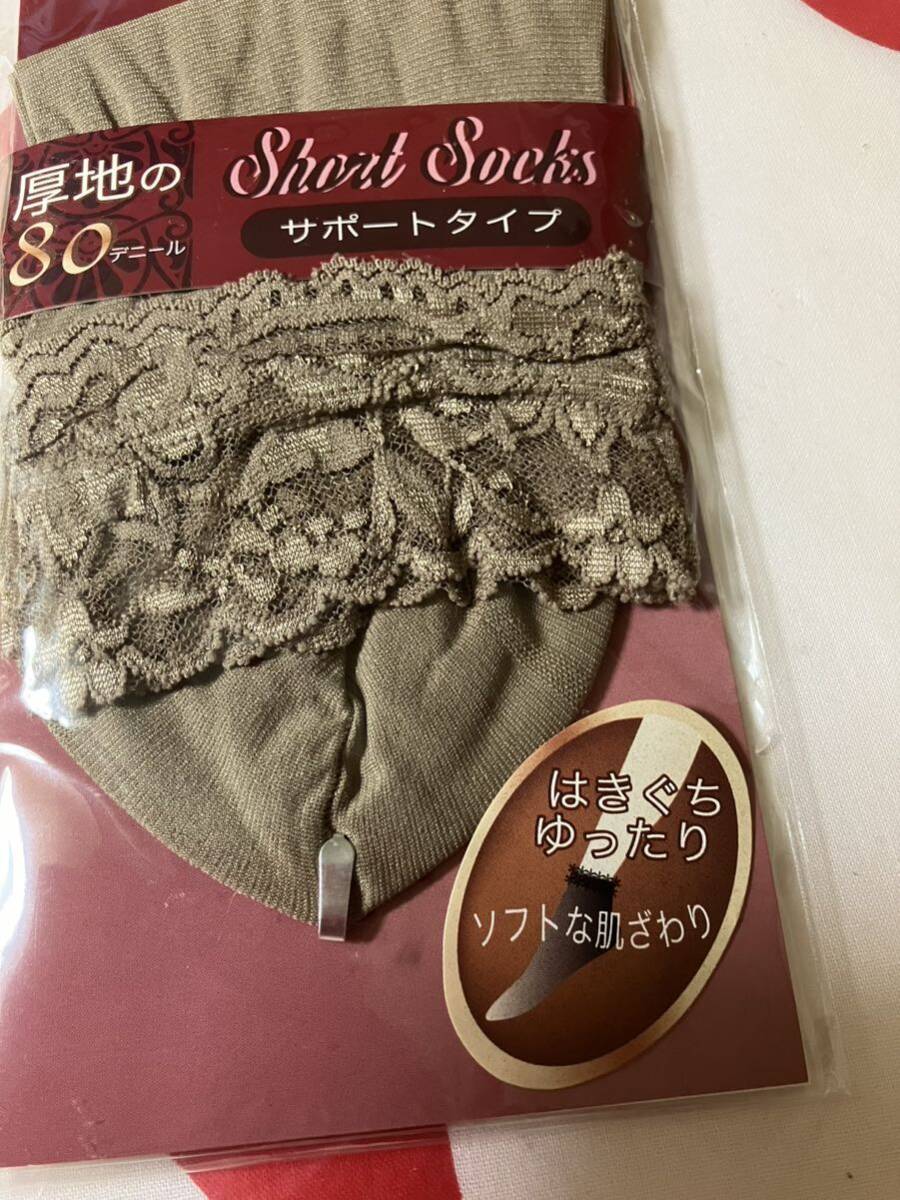 厚地の
80デニール
Short Socks
サポートタイプ
はきぐち
ゆったり
ソフトな肌ざわり